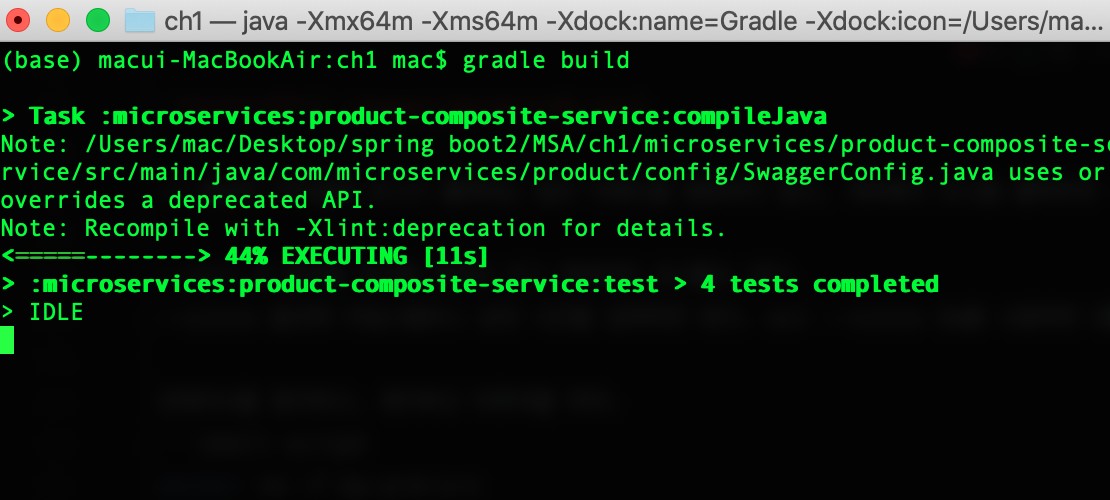 ch1 — java -Xmx64m -Xms64m -Xdock:name=Gradle -Xdock:icon=/Users/ma...
(base) macui-MacBookAir:ch1 mac$ gradle build
> Task :microservices:product-composite-service:compileJava
Note: /Users/mac/Desktop/spring boot2/MSA/ch1/microservices/product-composite-se
rvice/src/main/java/com/microservices/product/config/SwaggerConfig.java uses or
overrides a deprecated API.
Note: Recompile with -Xlint:deprecation for details.
<=====--------> 44% EXECUTING [11s]
> :microservices:product-composite-service:test > 4 tests completed
> IDLE